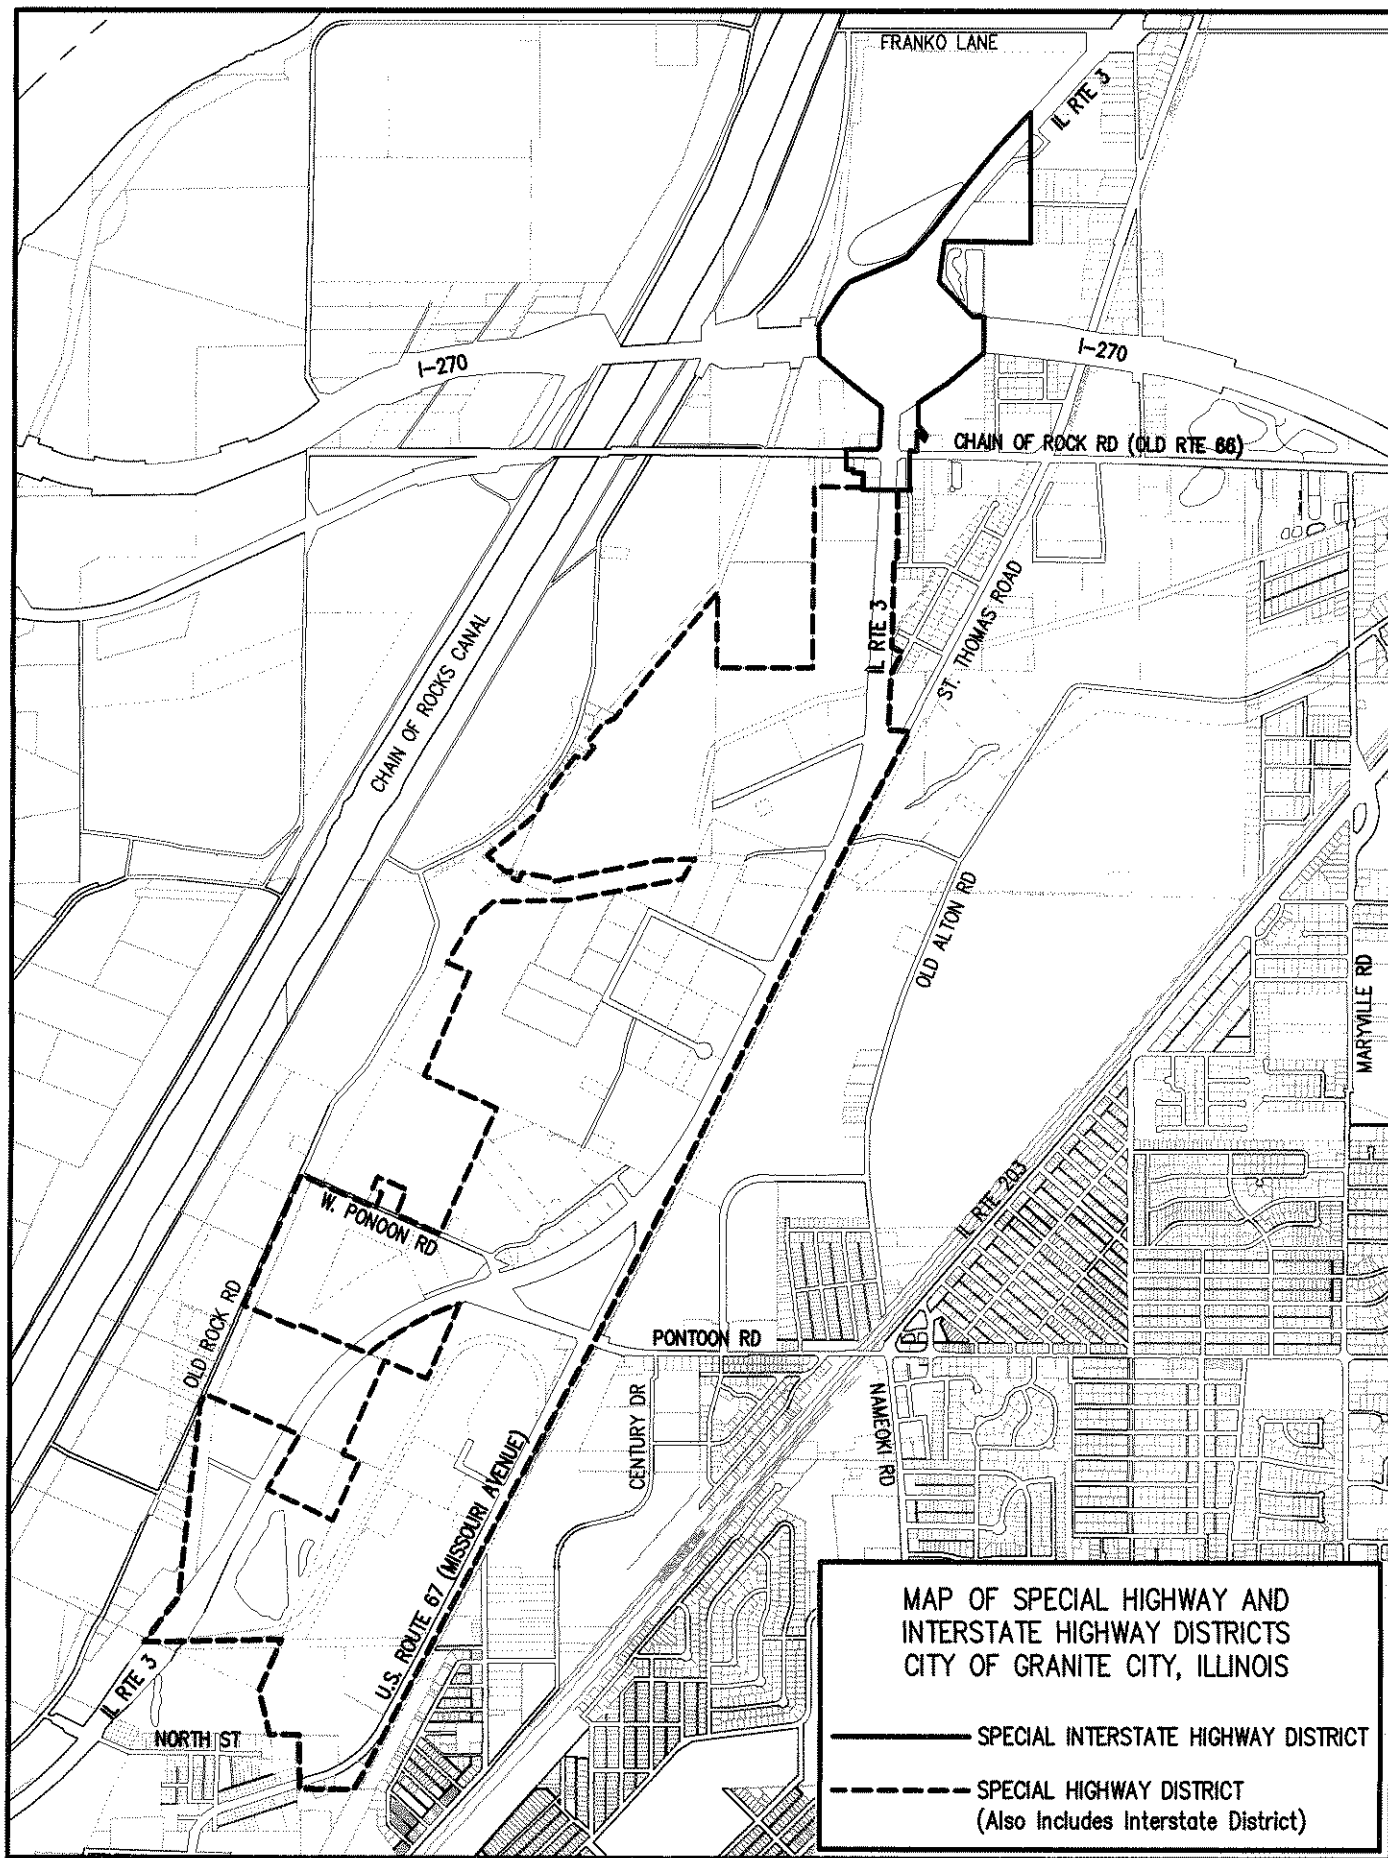 FRANKO LANE
IL RTE 3
I-270
I-270
CHAIN OF ROCK RD (OLD RTE 66)
IL RTE 3
ST. THOMAS ROAD
CHAIN OF ROCKS CANAL
OLD ALTON RD
MARYVILLE RD
IL RTE 203
W. PONOON RD
OLD ROCK RD
PONTOON RD
CENTURY DR
NAMEOKI RD
U.S. ROUTE 67 (MISSOURI AVENUE)
IL RTE 3
NORTH ST
MAP OF SPECIAL HIGHWAY AND
INTERSTATE HIGHWAY DISTRICTS
CITY OF GRANITE CITY, ILLINOIS
SPECIAL INTERSTATE HIGHWAY DISTRICT
SPECIAL HIGHWAY DISTRICT
(Also Includes Interstate District)